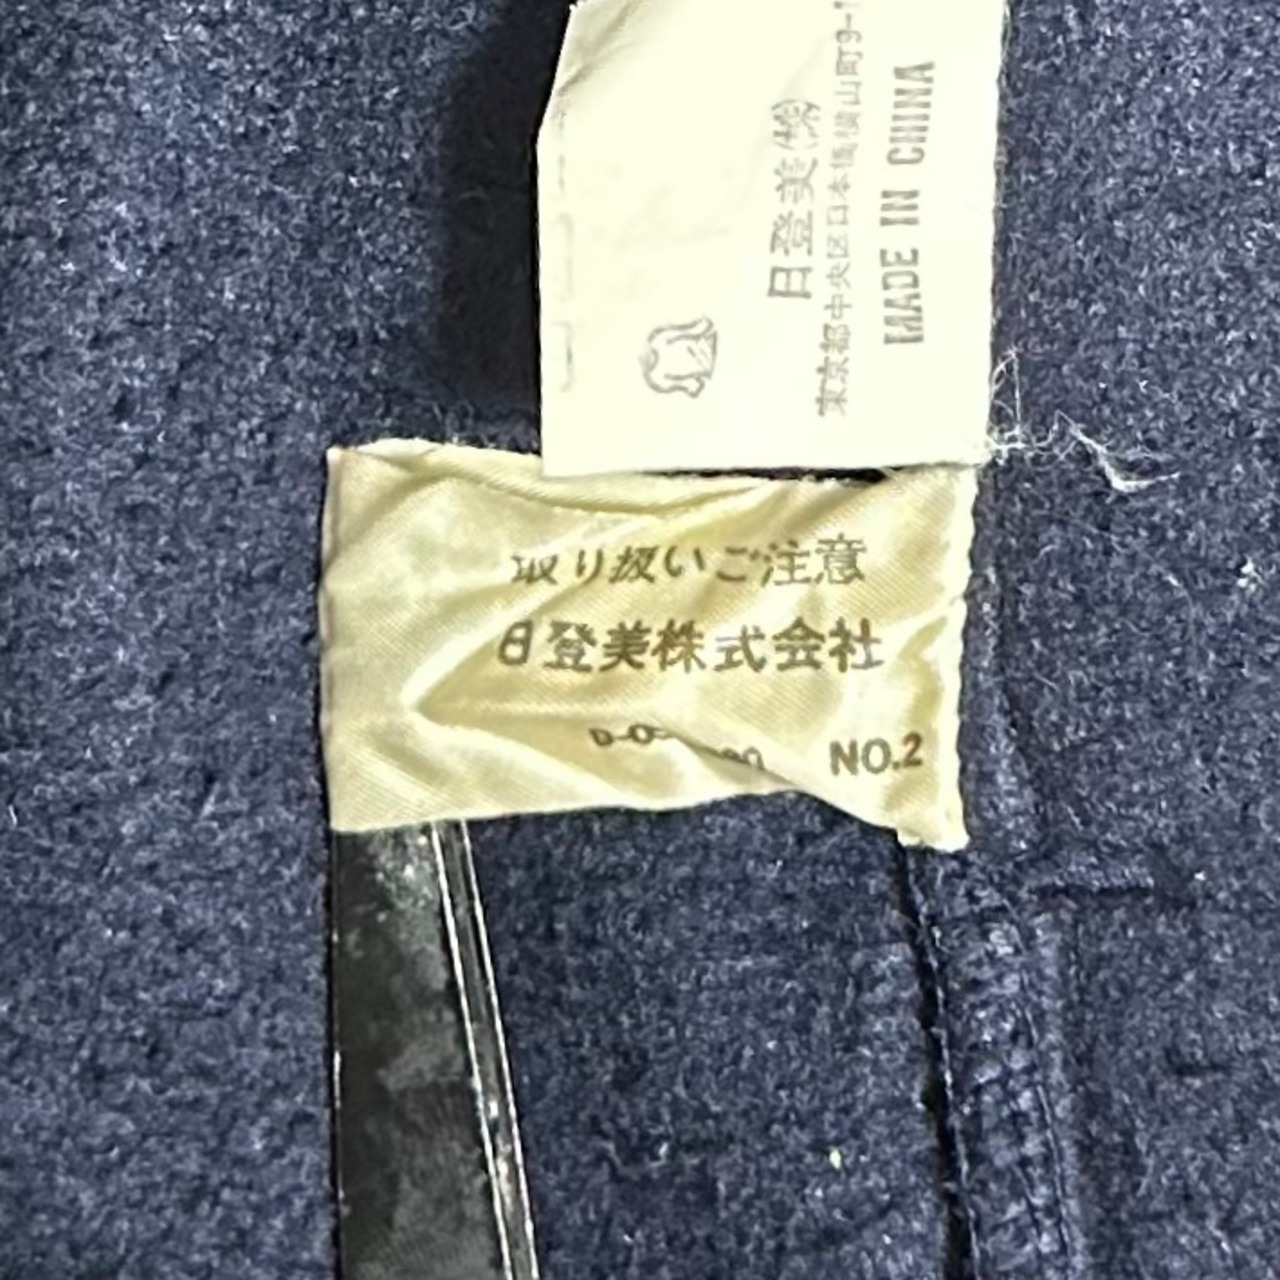 日登美(株)
東京都中央区日本橋横山町9-
MADE IN CHINA
取り扱いご注意
日登美株式会社
NO.2